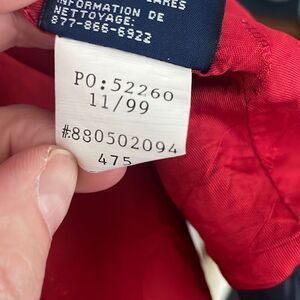 INFORMATION DE
NETTOYAGE:
877-866-6922
PO:52260
11/99
#:880502094
475